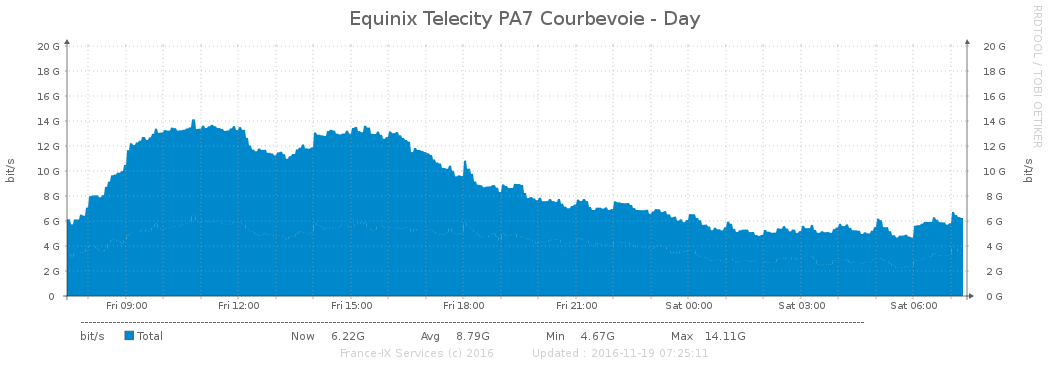 Equinix Telecity PA7 Courbevoie - Day
RRDTOOL / TOBI OETIKER
bit/s
bit/s
20 G 20 G
18 G 18 G
16 G 16 G
14 G 14 G
12 G 12 G
10 G 10 G
8 G 8 G
6 G 6 G
4 G 4 G
2 G 2 G
0 0 G
Fri 09:00 Fri 12:00 Fri 15:00 Fri 18:00 Fri 21:00 Sat 00:00 Sat 03:00 Sat 06:00
bit/s Total Now 6.22G Avg 8.79G Min 4.67G Max 14.11G
France-IX Services (c) 2016 Updated : 2016-11-19 07:25:11